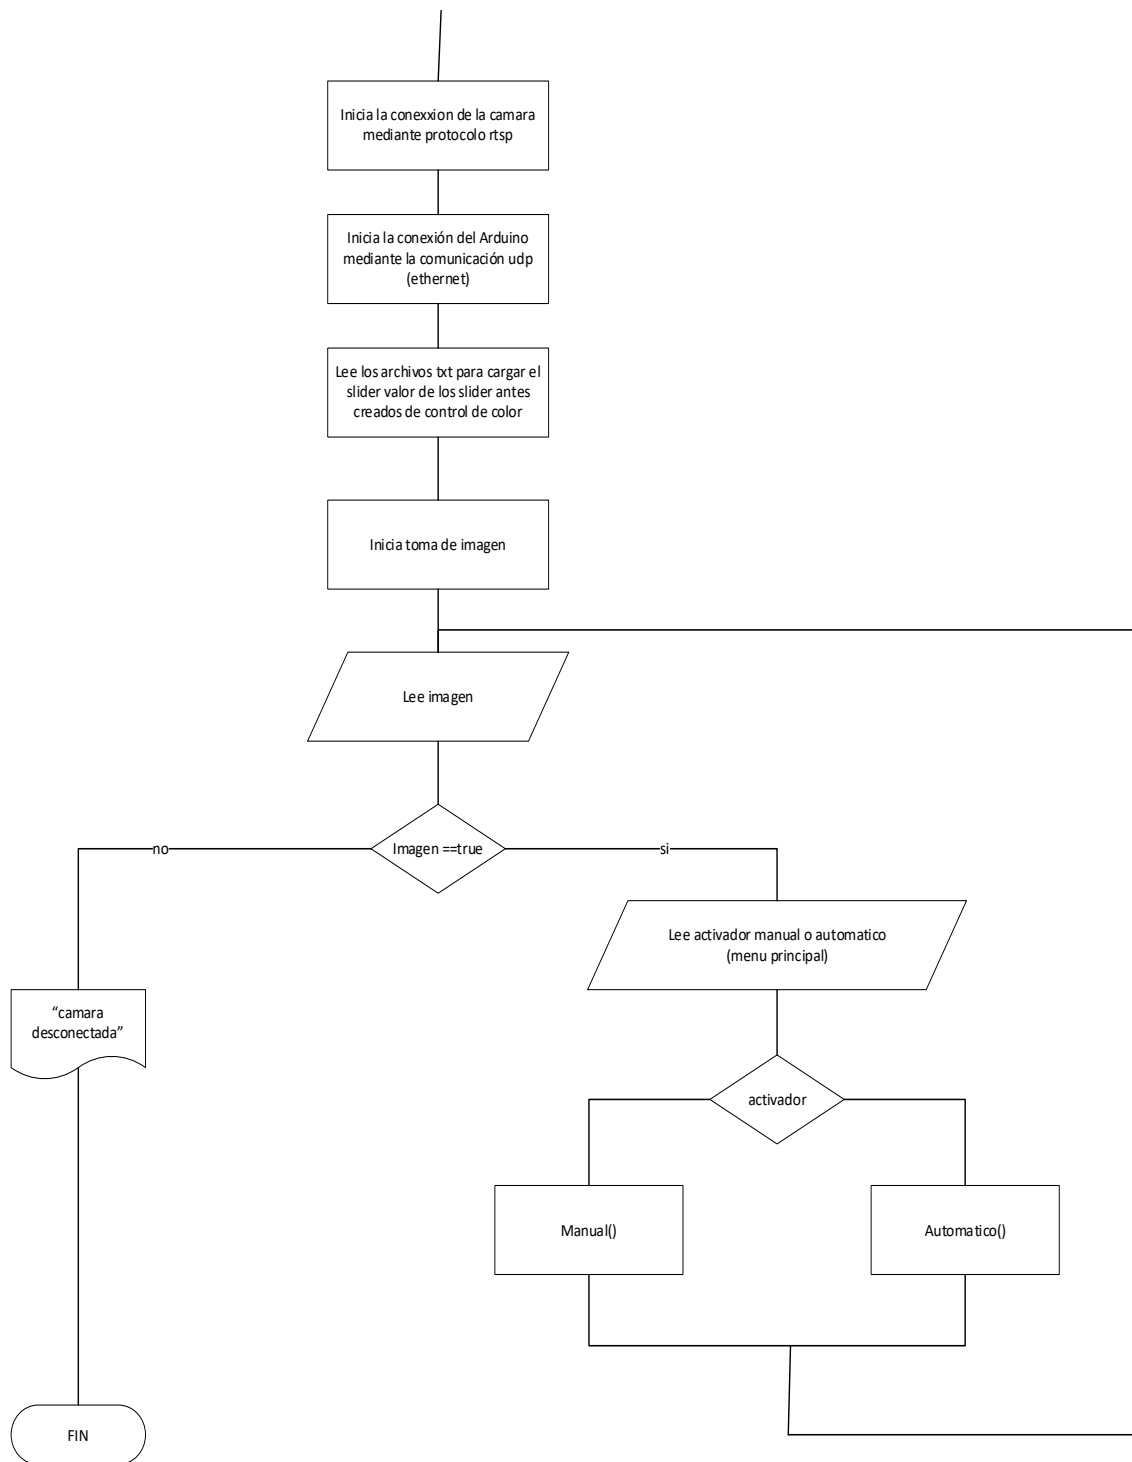 Inicia la conexxion de la camara
mediante protocolo rtsp
Inicia la conexión del Arduino
mediante la comunicación udp
(ethernet)
Lee los archivos txt para cargar el
slider valor de los slider antes
creados de control de color
Inicia toma de imagen
Lee imagen
Imagen ==true
no
si
Lee activador manual o automatico
(menu principal)
“camara
desconectada”
activador
Manual()
Automatico()
FIN